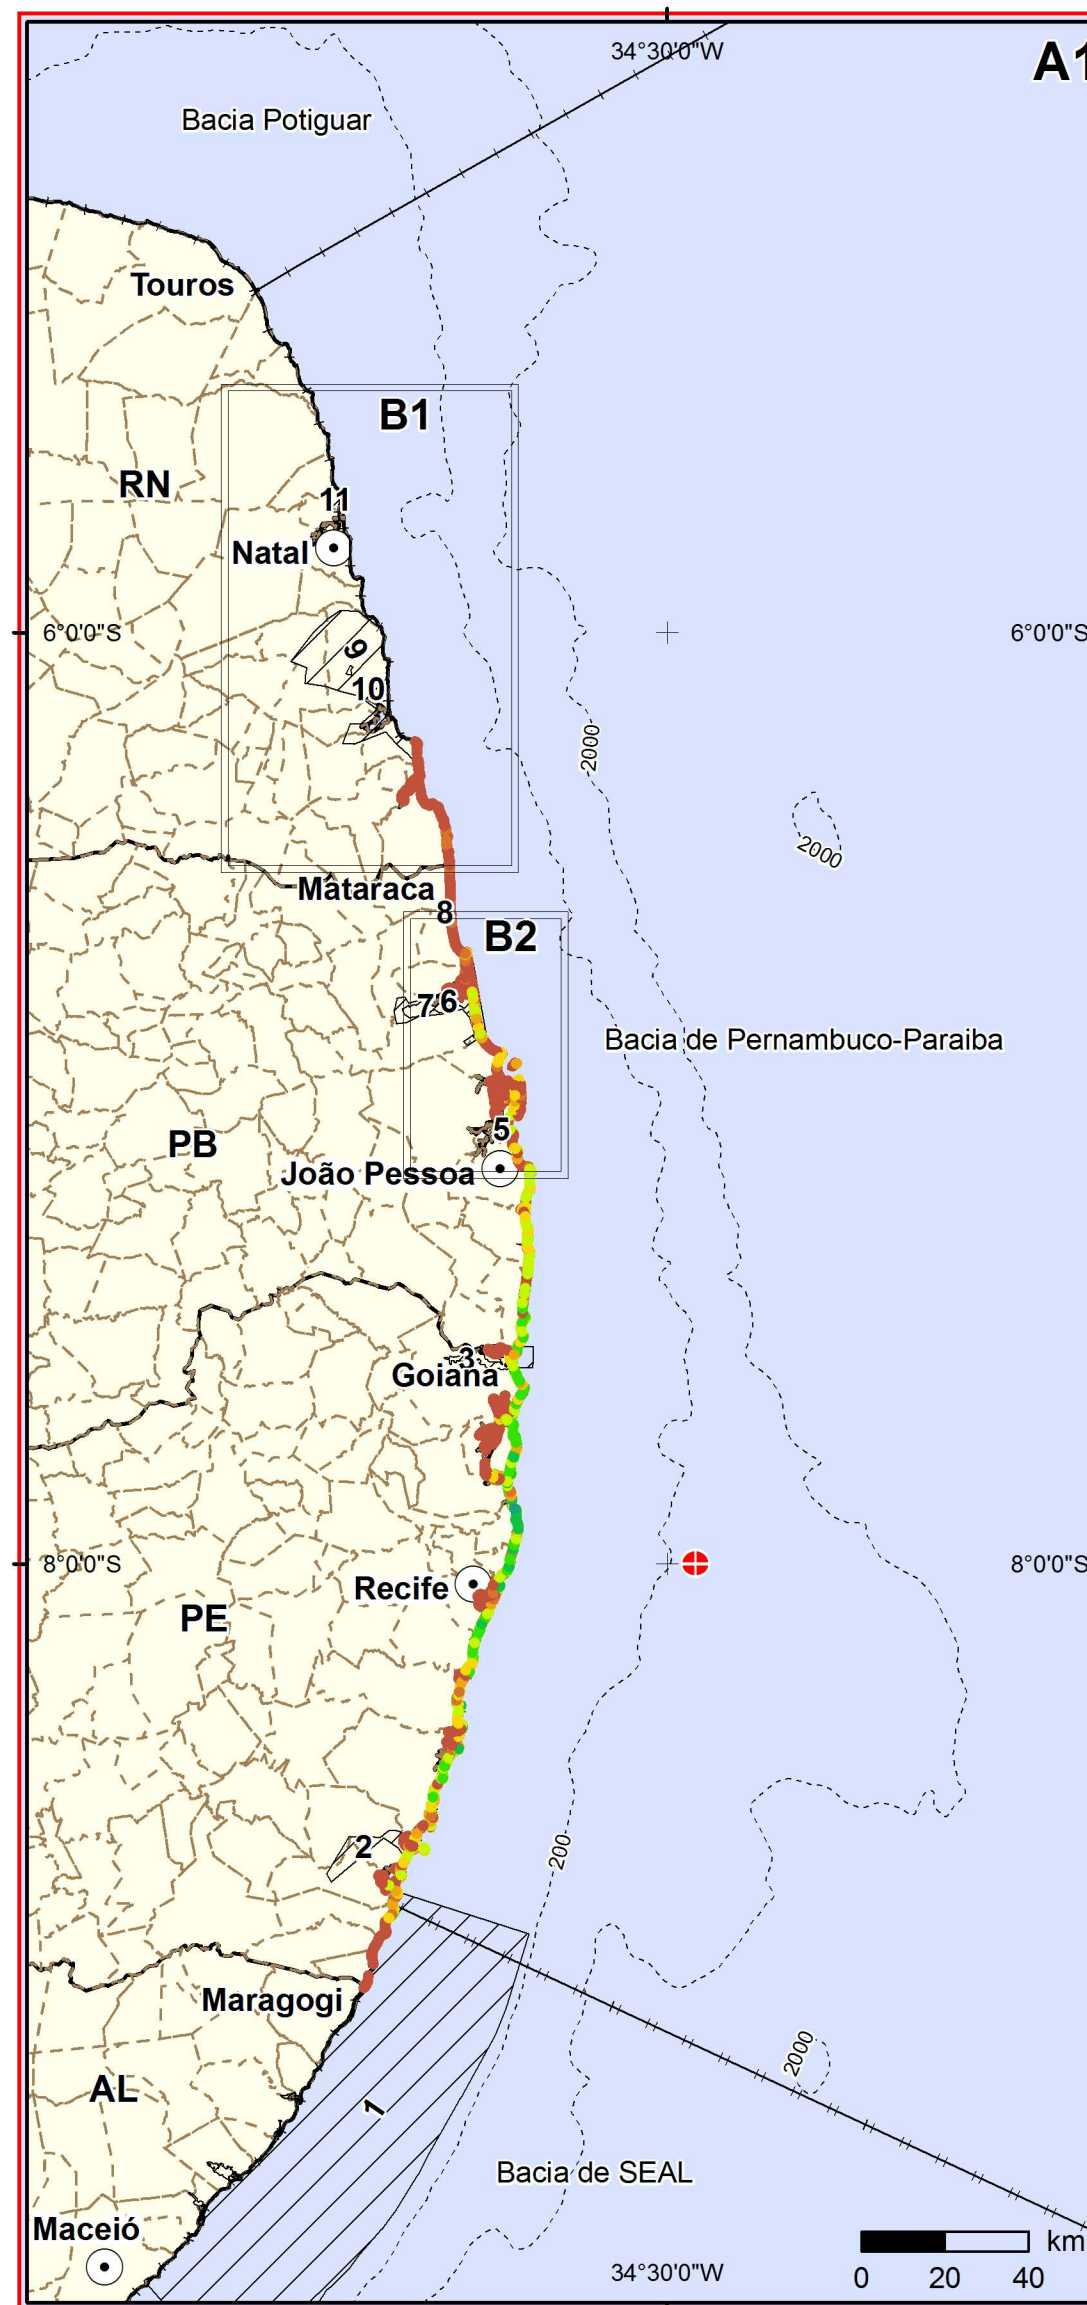 34°30'0"W
A1
Bacia Potiguar
Touros
B1
RN
11
Natal
6°0'0"S
6°0'0"S
9
10
2000
2000
Mataraca
8
B2
7
6
Bacia de Pernambuco-Paraiba
5
PB
João Pessoa
3
Goiana
8°0'0"S
8°0'0"S
Recife
PE
2
200
Maragogi
2000
AL
1
Bacia de SEAL
Maceió
km
34°30'0"W
0 20 40